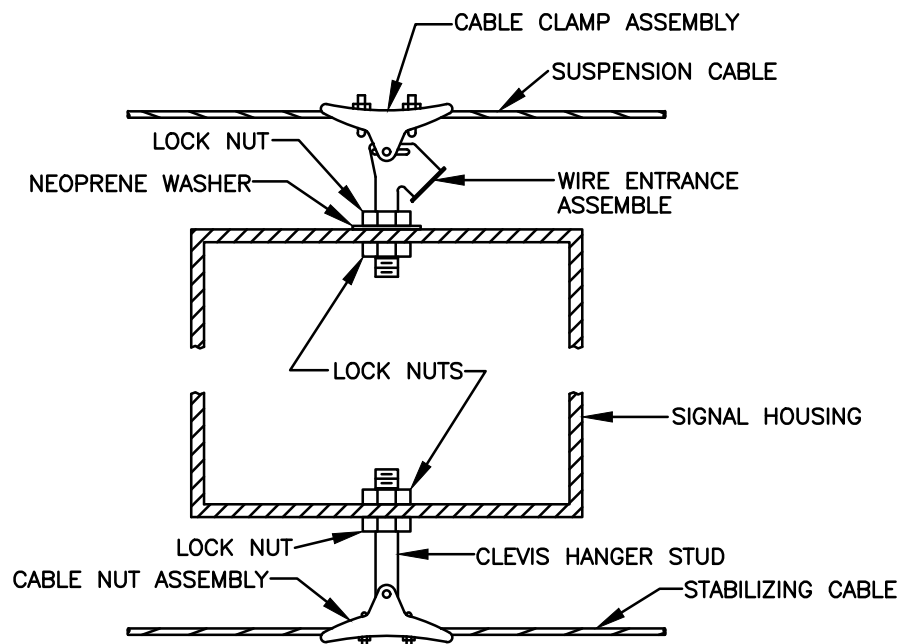 CABLE CLAMP ASSEMBLY
SUSPENSION CABLE
LOCK NUT
NEOPRENE WASHER
WIRE ENTRANCE
ASSEMBLE
LOCK NUTS
SIGNAL HOUSING
LOCK NUT
CLEVIS HANGER STUD
CABLE NUT ASSEMBLY
STABILIZING CABLE